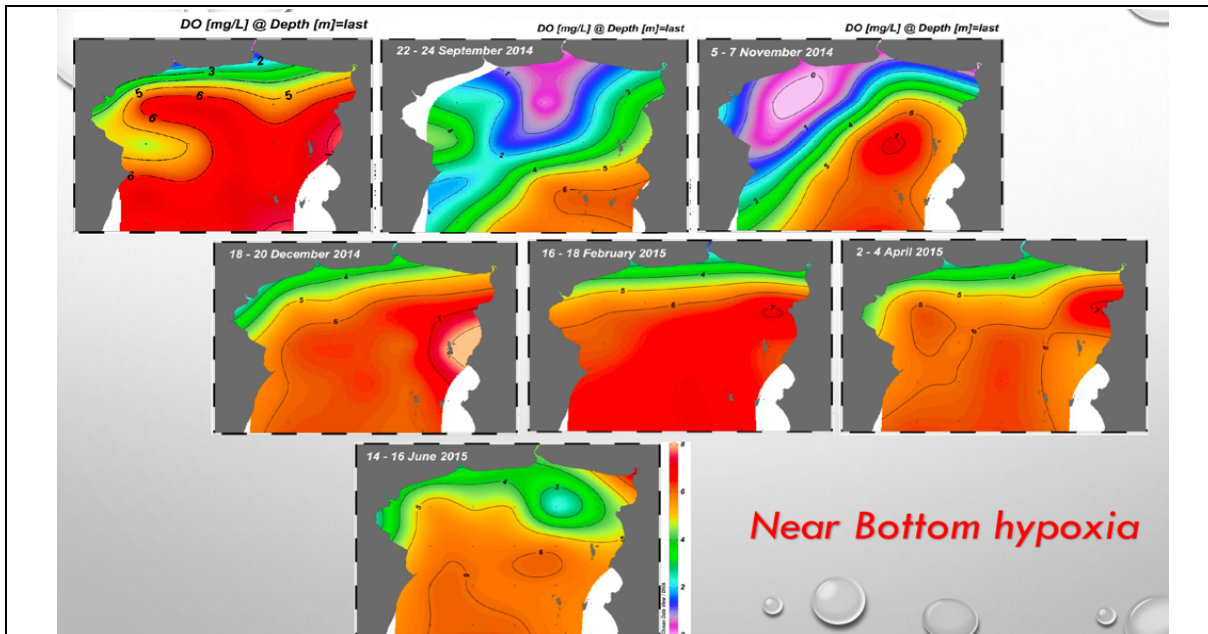 DO [mg/L] @ Depth [m]=last
DO [mg/L] @ Depth [m]=last
DO [mg/L] @ Depth [m]=last
22 - 24 September 2014
5 - 7 November 2014
18 - 20 December 2014
16 - 18 February 2015
2 - 4 April 2015
14 - 16 June 2015
Near Bottom hypoxia